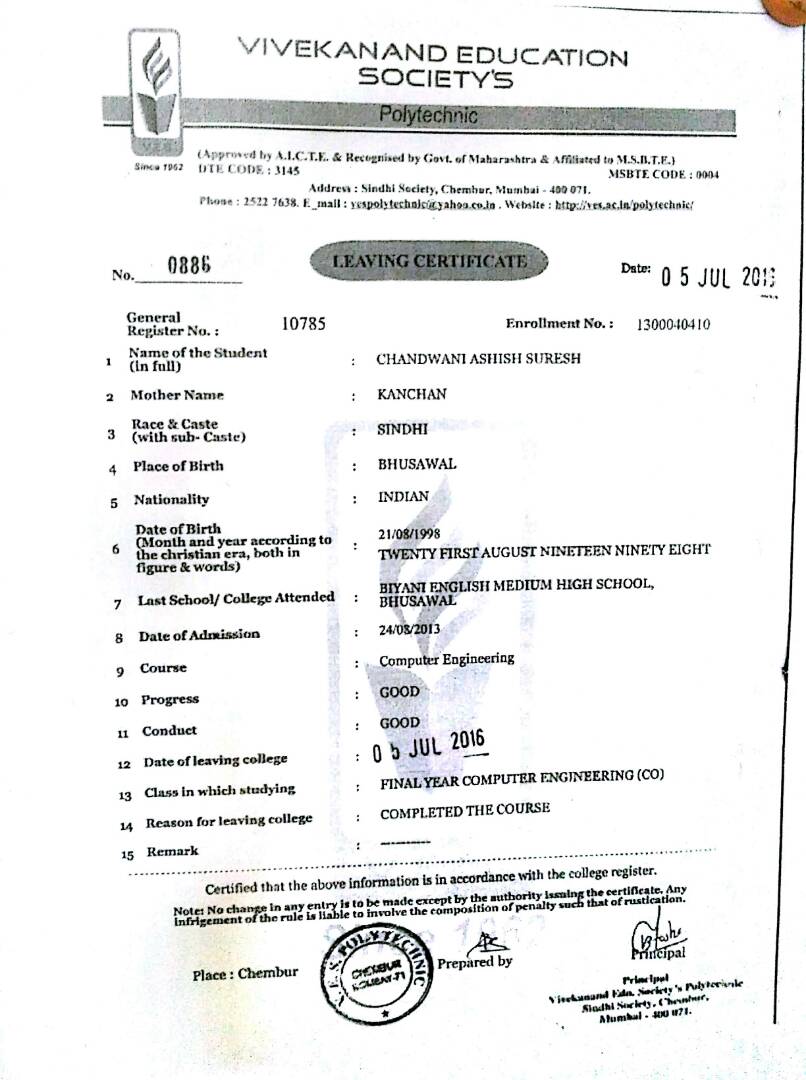 VIVEKANAND EDUCATION
SOCIETY'S
Polytechnic
V.E.S.
Since 1962
(Approved by A.I.C.T.E. & Recognised by Govt. of Maharashtra & Affiliated to M.S.B.T.E.)
DTE CODE : 3145 MSBTE CODE : 0004
Address : Sindhi Society, Chembur, Mumbai - 400 071.
Phone : 2522 7638. E_mail : vespolytechnic@yahoo.co.in . Website : http://ves.ac.in/polytechnic/
No. 0886 LEAVING CERTIFICATE Date: 05 JUL 2013
General
Register No. : 10785 Enrollment No. : 1300040410
1 Name of the Student
(in full) : CHANDWANI ASHISH SURESH
2 Mother Name : KANCHAN
3 Race & Caste
(with sub- Caste) : SINDHI
4 Place of Birth : BHUSAWAL
5 Nationality : INDIAN
6 Date of Birth
(Month and year according to
the christian era, both in
figure & words) : 21/08/1998
TWENTY FIRST AUGUST NINETEEN NINETY EIGHT
7 Last School/ College Attended : BIYANI ENGLISH MEDIUM HIGH SCHOOL,
BHUSAWAL
8 Date of Admission : 24/08/2013
9 Course : Computer Engineering
10 Progress : GOOD
11 Conduct : GOOD
12 Date of leaving college : 05 JUL 2016
13 Class in which studying : FINAL YEAR COMPUTER ENGINEERING (CO)
14 Reason for leaving college : COMPLETED THE COURSE
15 Remark : ----------
Certified that the above information is in accordance with the college register.
Note: No change in any entry is to be made except by the authority issuing the certificate. Any
infrigement of the rule is liable to involve the composition of penalty such that of rustication.
Place : Chembur
V. E. S. POLYTECHNIC
CHEMBUR
BOMBAY-71
Prepared by
Principal
Principal
Vivekanand Edn. Society's Polytechnic
Sindhi Society, Chembur,
Mumbai - 400 071.